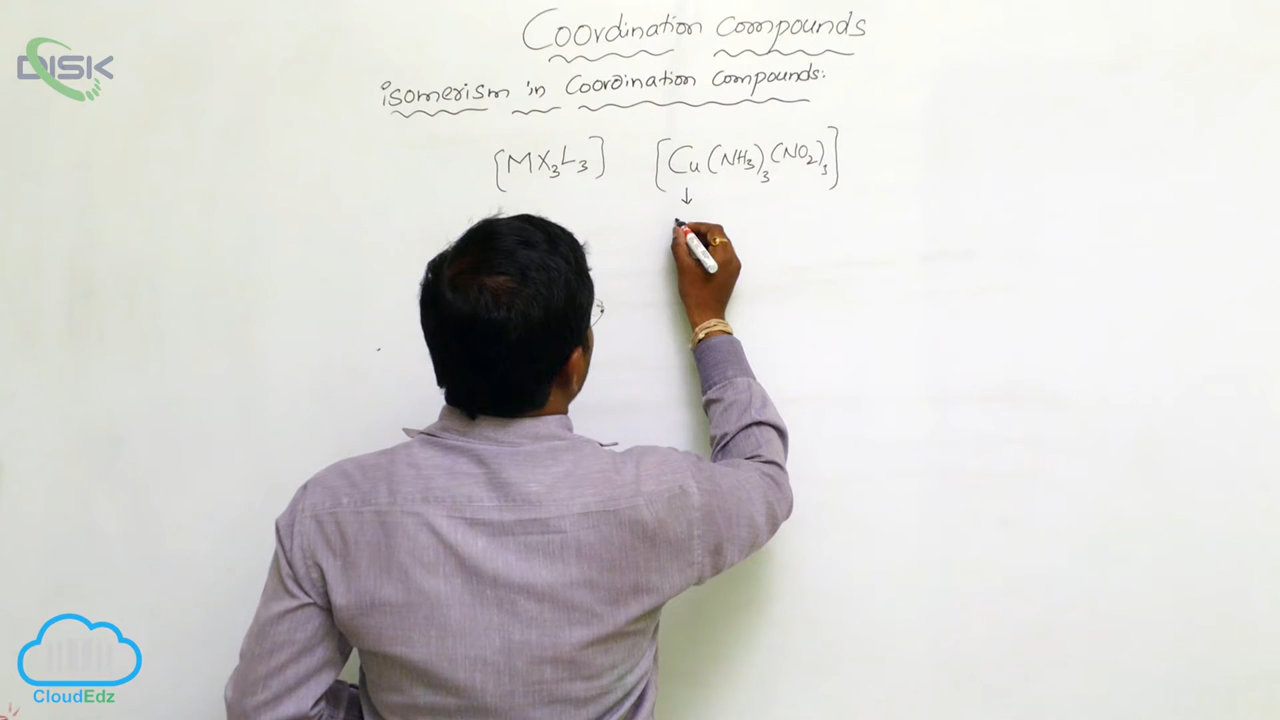 DISK
Coordination Compounds
isomerism in Coordination Compounds:
[MX₃L₃] [Cu(NH₃)₃(NO₂)₃]
↓
CloudEdz